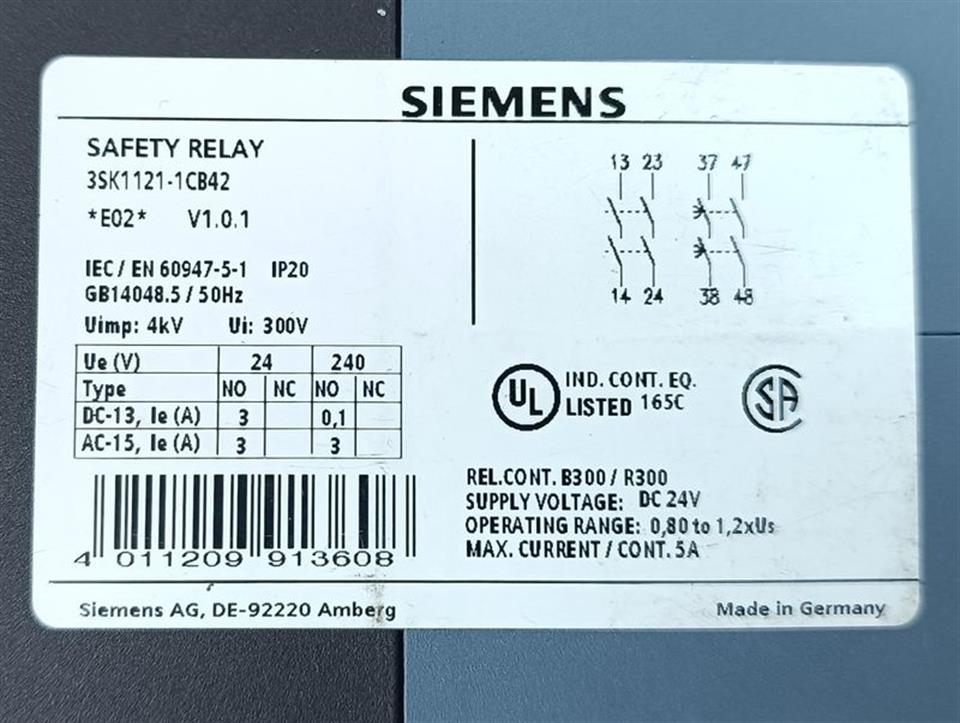 SIEMENS
SAFETY RELAY
3SK1121-1CB42
*E02* V1.0.1
IEC / EN 60947-5-1 IP20
GB14048.5 / 50Hz
Uimp: 4kV Ui: 300V
Ue (V) 24 240
Type NO NC NO NC
DC-13, Ie (A) 3 0,1
AC-15, Ie (A) 3 3
4 011209 913608
13 23 37 47
14 24 38 48
UL IND. CONT. EQ.
LISTED 165C
SA
REL.CONT. B300 / R300
SUPPLY VOLTAGE: DC 24V
OPERATING RANGE: 0,80 to 1,2xUs
MAX. CURRENT / CONT. 5A
Siemens AG, DE-92220 Amberg
Made in Germany